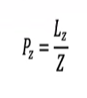 P_z = L_z / Z